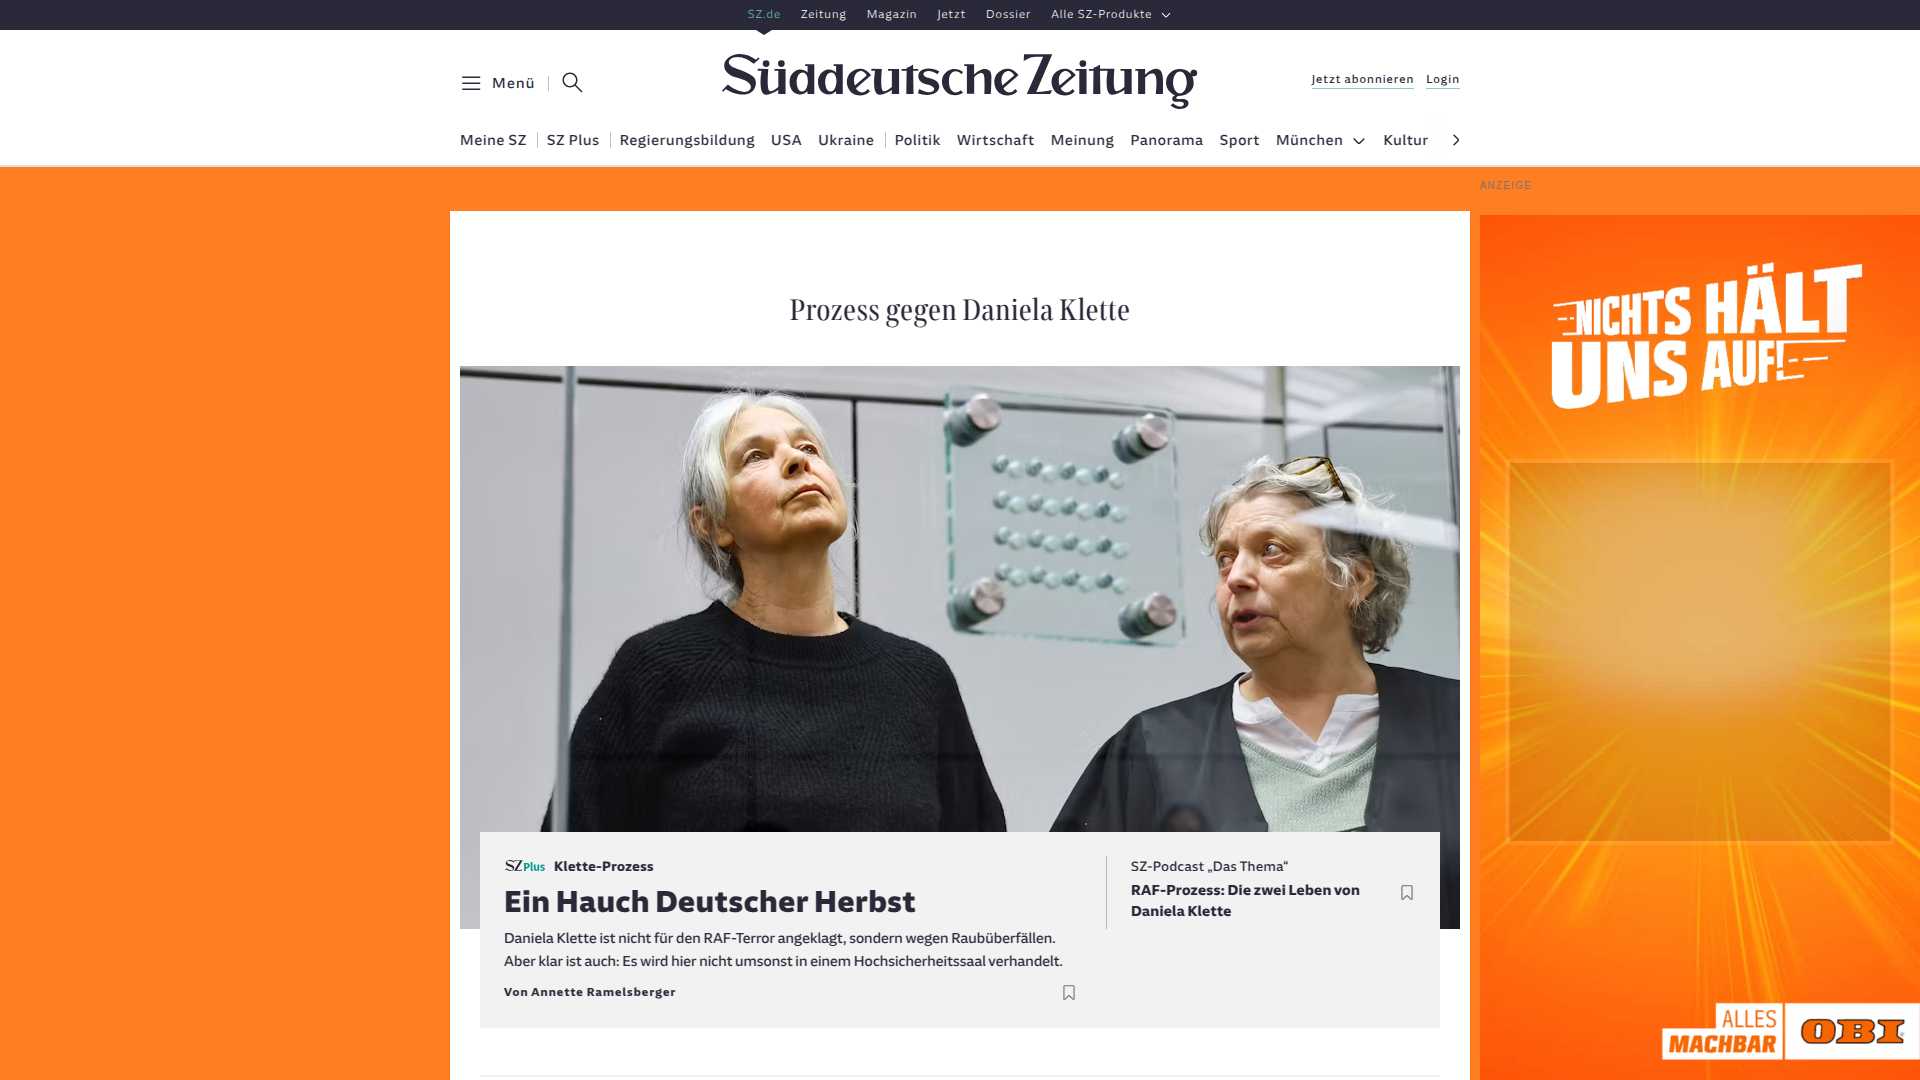 SZ.de Zeitung Magazin Jetzt Dossier Alle SZ-Produkte
Menü
Süddeutsche Zeitung
Jetzt abonnieren Login
Meine SZ SZ Plus Regierungsbildung USA Ukraine Politik Wirtschaft Meinung Panorama Sport München Kultur
ANZEIGE
NICHTS HÄLT
UNS AUF!
Prozess gegen Daniela Klette
SZ Plus Klette-Prozess
Ein Hauch Deutscher Herbst
Daniela Klette ist nicht für den RAF-Terror angeklagt, sondern wegen Raubüberfällen.
Aber klar ist auch: Es wird hier nicht umsonst in einem Hochsicherheitssaal verhandelt.
Von Annette Ramelsberger
SZ-Podcast „Das Thema“
RAF-Prozess: Die zwei Leben von
Daniela Klette
ALLES
MACHBAR
OBI